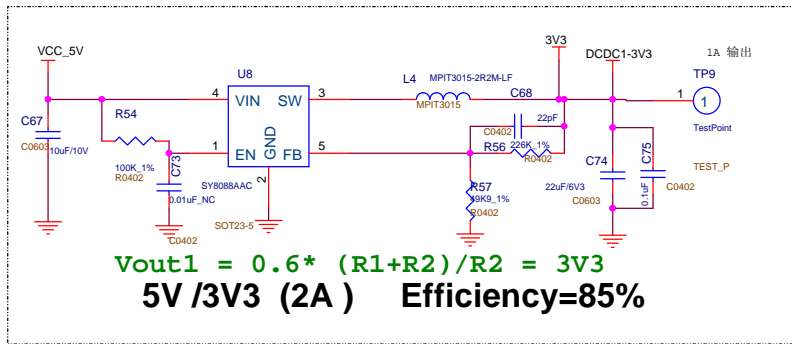 VCC_5V
3V3
DCDC1-3V3
1A 输出
U8
L4
MPIT3015-2R2M-LF
TP9
4
VIN
SW
3
MPIT3015
C68
1
1
R54
C67
22pF
10uF/10V
C0603
C0402
TestPoint
GND
R56
226K_1%
1
EN
FB
5
R0402
100K_1%
R0402
C73
C74
C75
2
SY8088AAC
R57
49K9_1%
R0402
22uF/6V3
C0603
0.1uF
C0402
TEST_P
0.01uF_NC
SOT23-5
C0402
Vout1 = 0.6* (R1+R2)/R2 = 3V3
5V /3V3 (2A ) Efficiency=85%